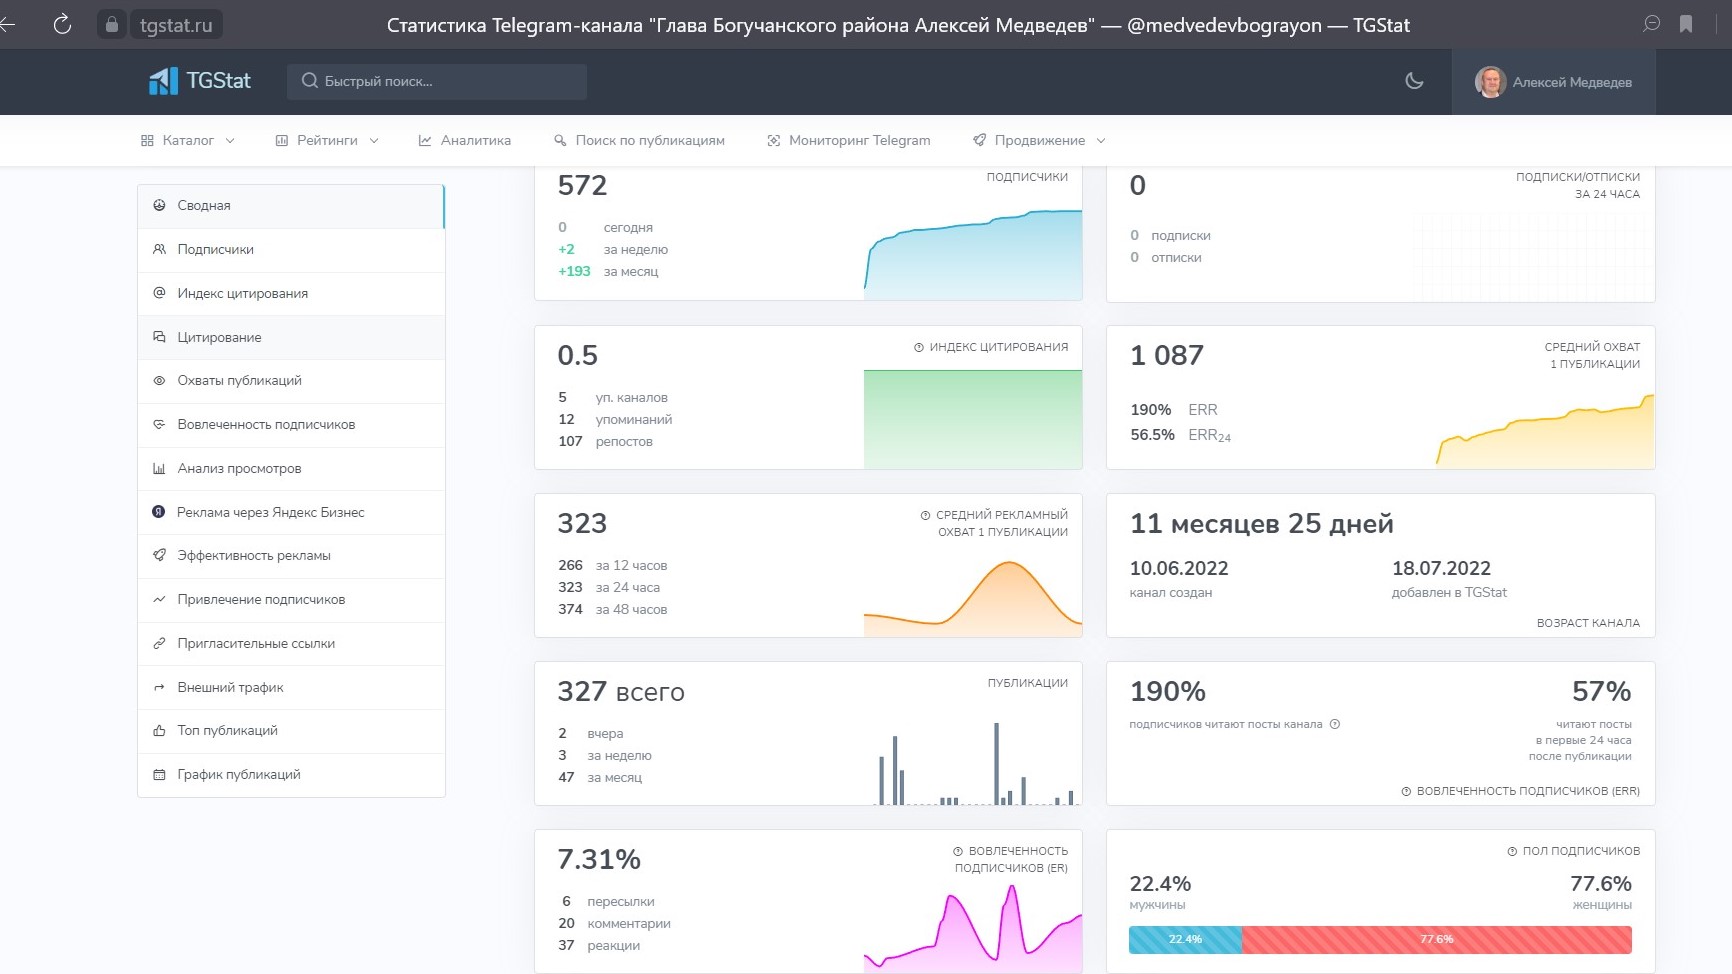 tgstat.ru
Статистика Telegram-канала "Глава Богучанского района Алексей Медведев" — @medvedevbograyon — TGStat
TGStat
Быстрый поиск...
Алексей Медведев
Каталог
Рейтинги
Аналитика
Поиск по публикациям
Мониторинг Telegram
Продвижение
Сводная
Подписчики
Индекс цитирования
Цитирование
Охваты публикаций
Вовлеченность подписчиков
Анализ просмотров
Я Реклама через Яндекс Бизнес
Эффективность рекламы
Привлечение подписчиков
Пригласительные ссылки
Внешний трафик
Топ публикаций
График публикаций
572
ПОДПИСЧИКИ
0 сегодня
+2 за неделю
+193 за месяц
0
ПОДПИСКИ/ОТПИСКИ
ЗА 24 ЧАСА
0 подписки
0 отписки
0.5
ИНДЕКС ЦИТИРОВАНИЯ
5 уп. каналов
12 упоминаний
107 репостов
1 087
СРЕДНИЙ ОХВАТ
1 ПУБЛИКАЦИИ
190% ERR
56.5% ERR24
323
СРЕДНИЙ РЕКЛАМНЫЙ
ОХВАТ 1 ПУБЛИКАЦИИ
266 за 12 часов
323 за 24 часа
374 за 48 часов
11 месяцев 25 дней
10.06.2022
канал создан
18.07.2022
добавлен в TGStat
ВОЗРАСТ КАНАЛА
327 всего
ПУБЛИКАЦИИ
2 вчера
3 за неделю
47 за месяц
190%
подписчиков читают посты канала
57%
читают посты
в первые 24 часа
после публикации
ВОВЛЕЧЕННОСТЬ ПОДПИСЧИКОВ (ERR)
7.31%
ВОВЛЕЧЕННОСТЬ
ПОДПИСЧИКОВ (ER)
6 пересылки
20 комментарии
37 реакции
ПОЛ ПОДПИСЧИКОВ
22.4%
мужчины
77.6%
женщины
22.4%
77.6%